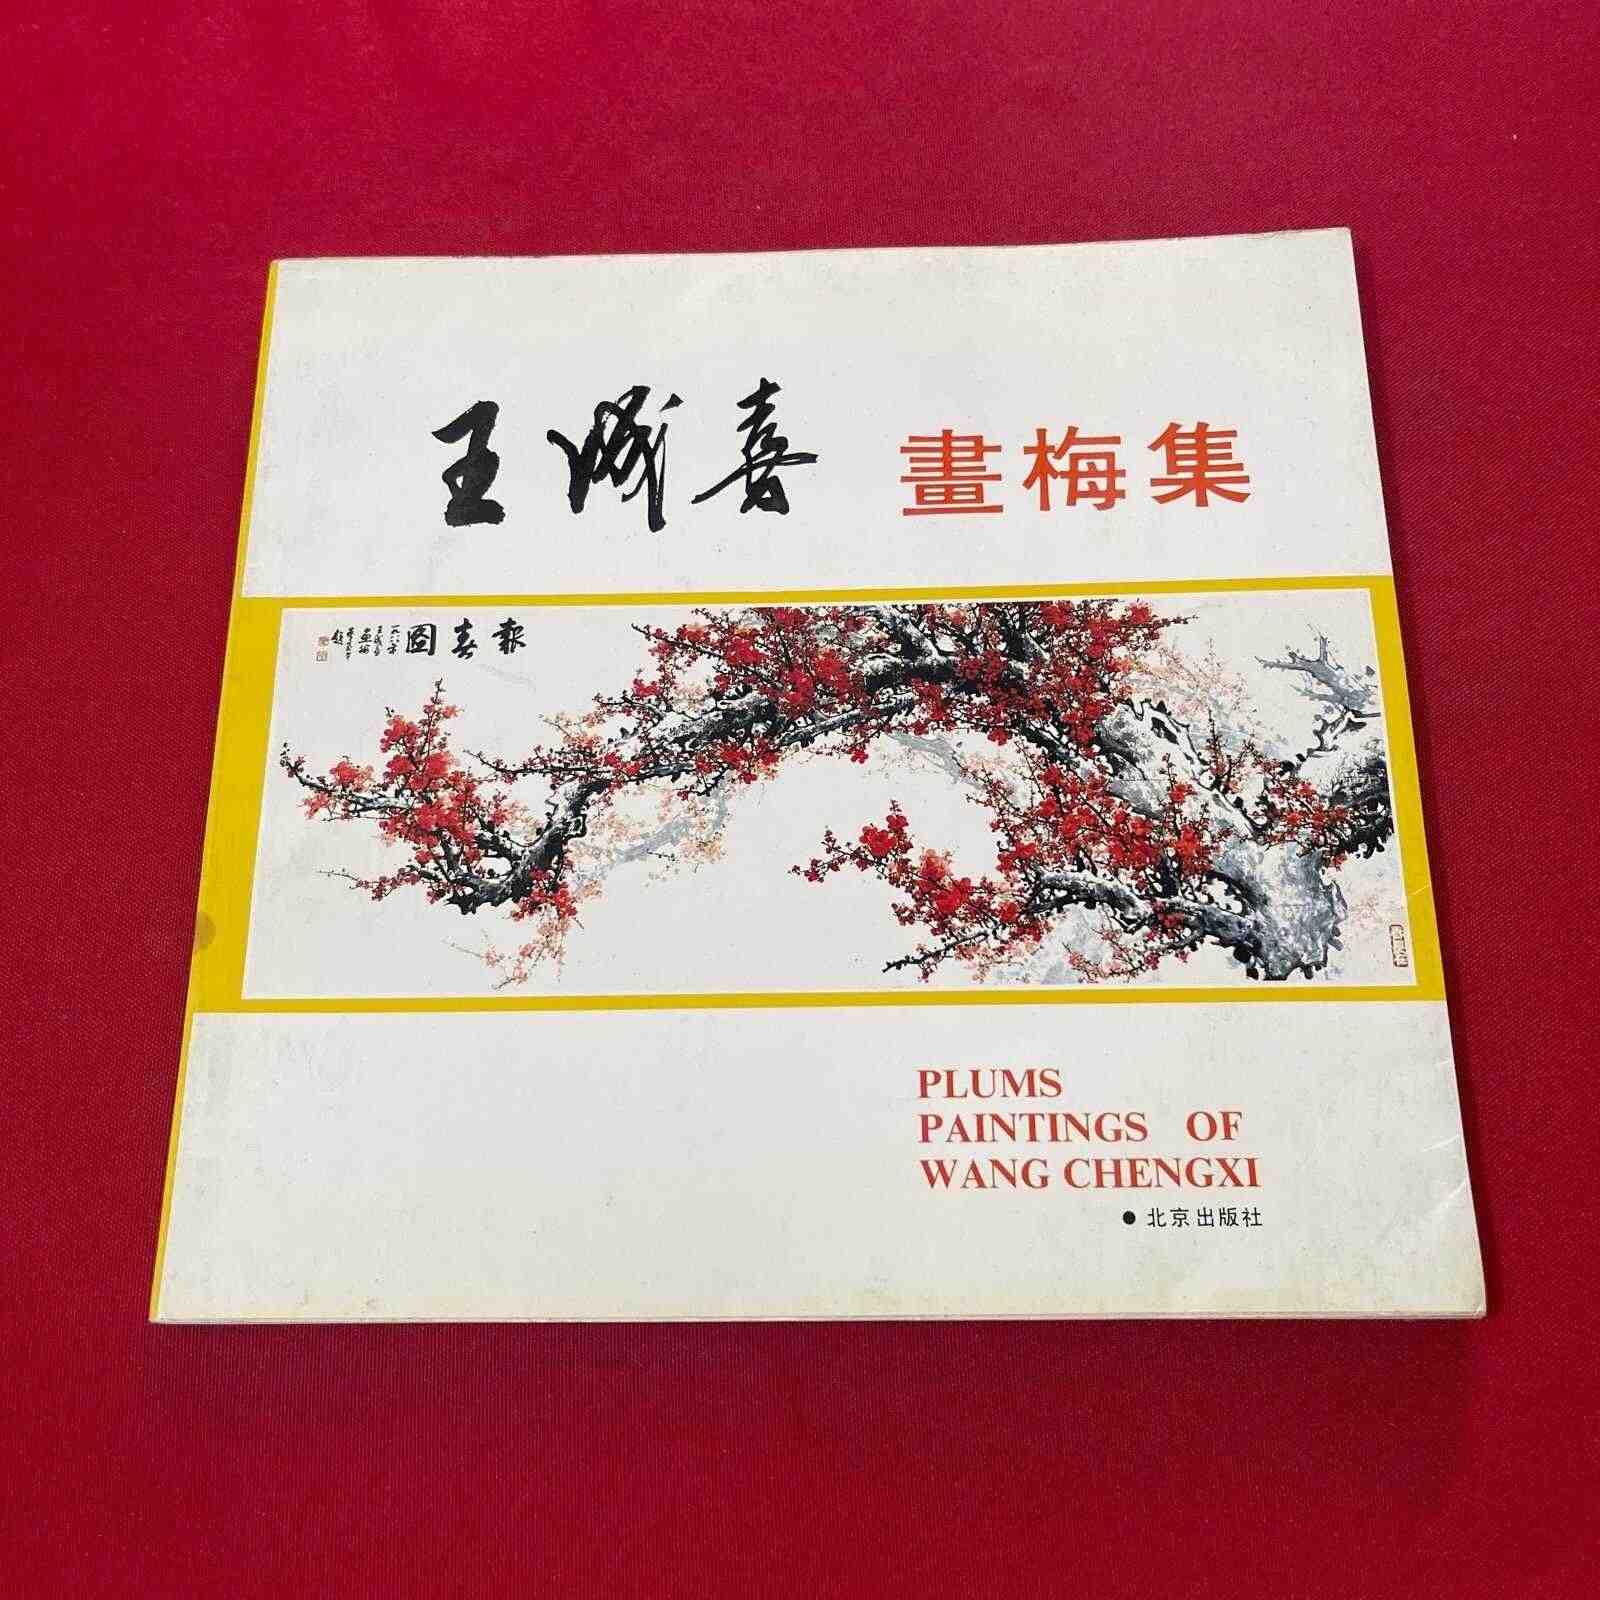 王成喜 畫梅集
報春圖
PLUMS
PAINTINGS OF
WANG CHENGXI
● 北京出版社